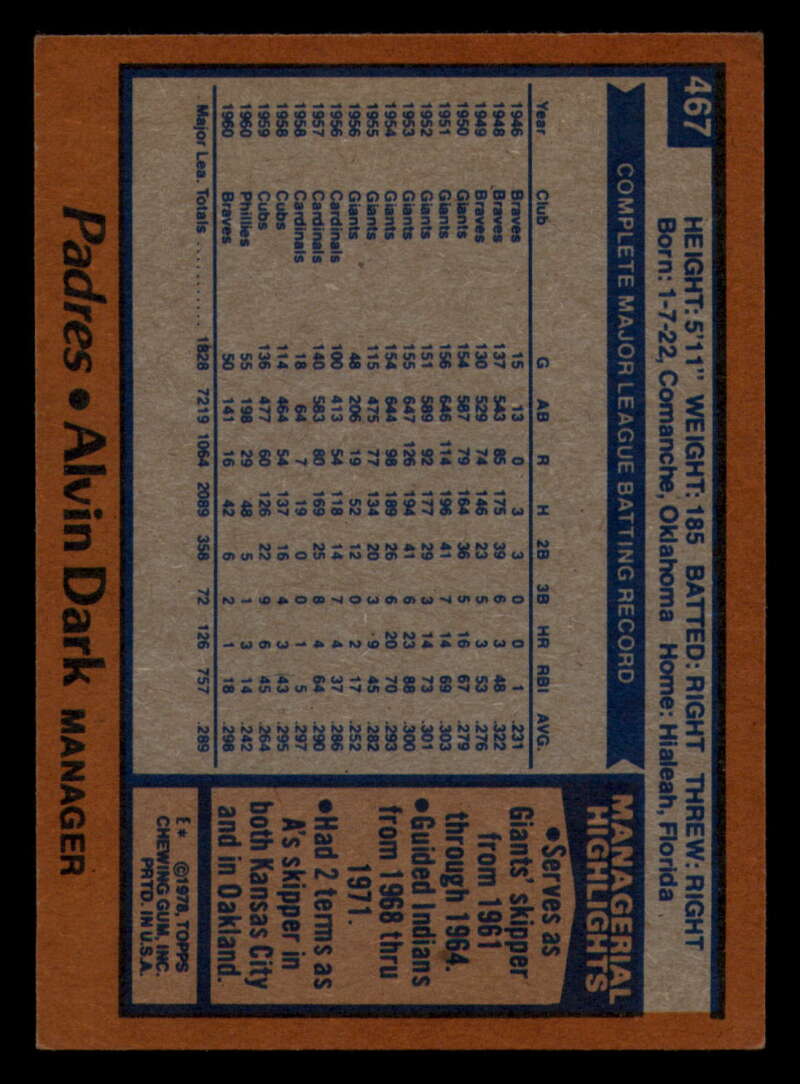 467
HEIGHT: 5'11" WEIGHT: 185 BATTED: RIGHT THREW: RIGHT
Born: 1-7-22, Comanche, Oklahoma Home: Hialeah, Florida
COMPLETE MAJOR LEAGUE BATTING RECORD
Year Club G AB R H 2B 3B HR RBI AVG.
1946 Braves 15 13 0 3 3 0 0 1 .231
1948 Braves 137 543 85 175 39 6 3 48 .322
1949 Braves 130 529 74 146 23 5 3 53 .276
1950 Giants 154 587 79 164 36 5 16 67 .279
1951 Giants 156 646 114 196 41 7 14 69 .303
1952 Giants 151 589 92 177 29 3 14 73 .301
1953 Giants 155 647 126 194 41 6 23 88 .300
1954 Giants 154 644 98 189 26 6 20 70 .293
1955 Giants 115 475 77 134 20 3 9 45 .282
1956 Giants 48 206 19 52 12 0 2 17 .252
1956 Cardinals 100 413 54 118 14 7 4 37 .286
1957 Cardinals 140 583 80 169 25 8 4 64 .290
1958 Cardinals 18 64 7 19 0 0 1 5 .297
1958 Cubs 114 464 54 137 16 4 3 43 .295
1959 Cubs 136 477 60 126 22 9 6 45 .264
1960 Phillies 55 198 29 48 5 1 3 14 .242
1960 Braves 50 141 16 42 6 2 1 18 .298
Major Lea. Totals .......... 1828 7219 1064 2089 358 72 126 757 .289
MANAGERIAL
HIGHLIGHTS
•Serves as
Giants' skipper
from 1961
through 1964.
•Guided Indians
from 1968 thru
1971.
•Had 2 terms as
A's skipper in
both Kansas City
and in Oakland.
E* ©1978, TOPPS
CHEWING GUM, INC.
PRTD. IN U.S.A.
Padres • Alvin Dark MANAGER